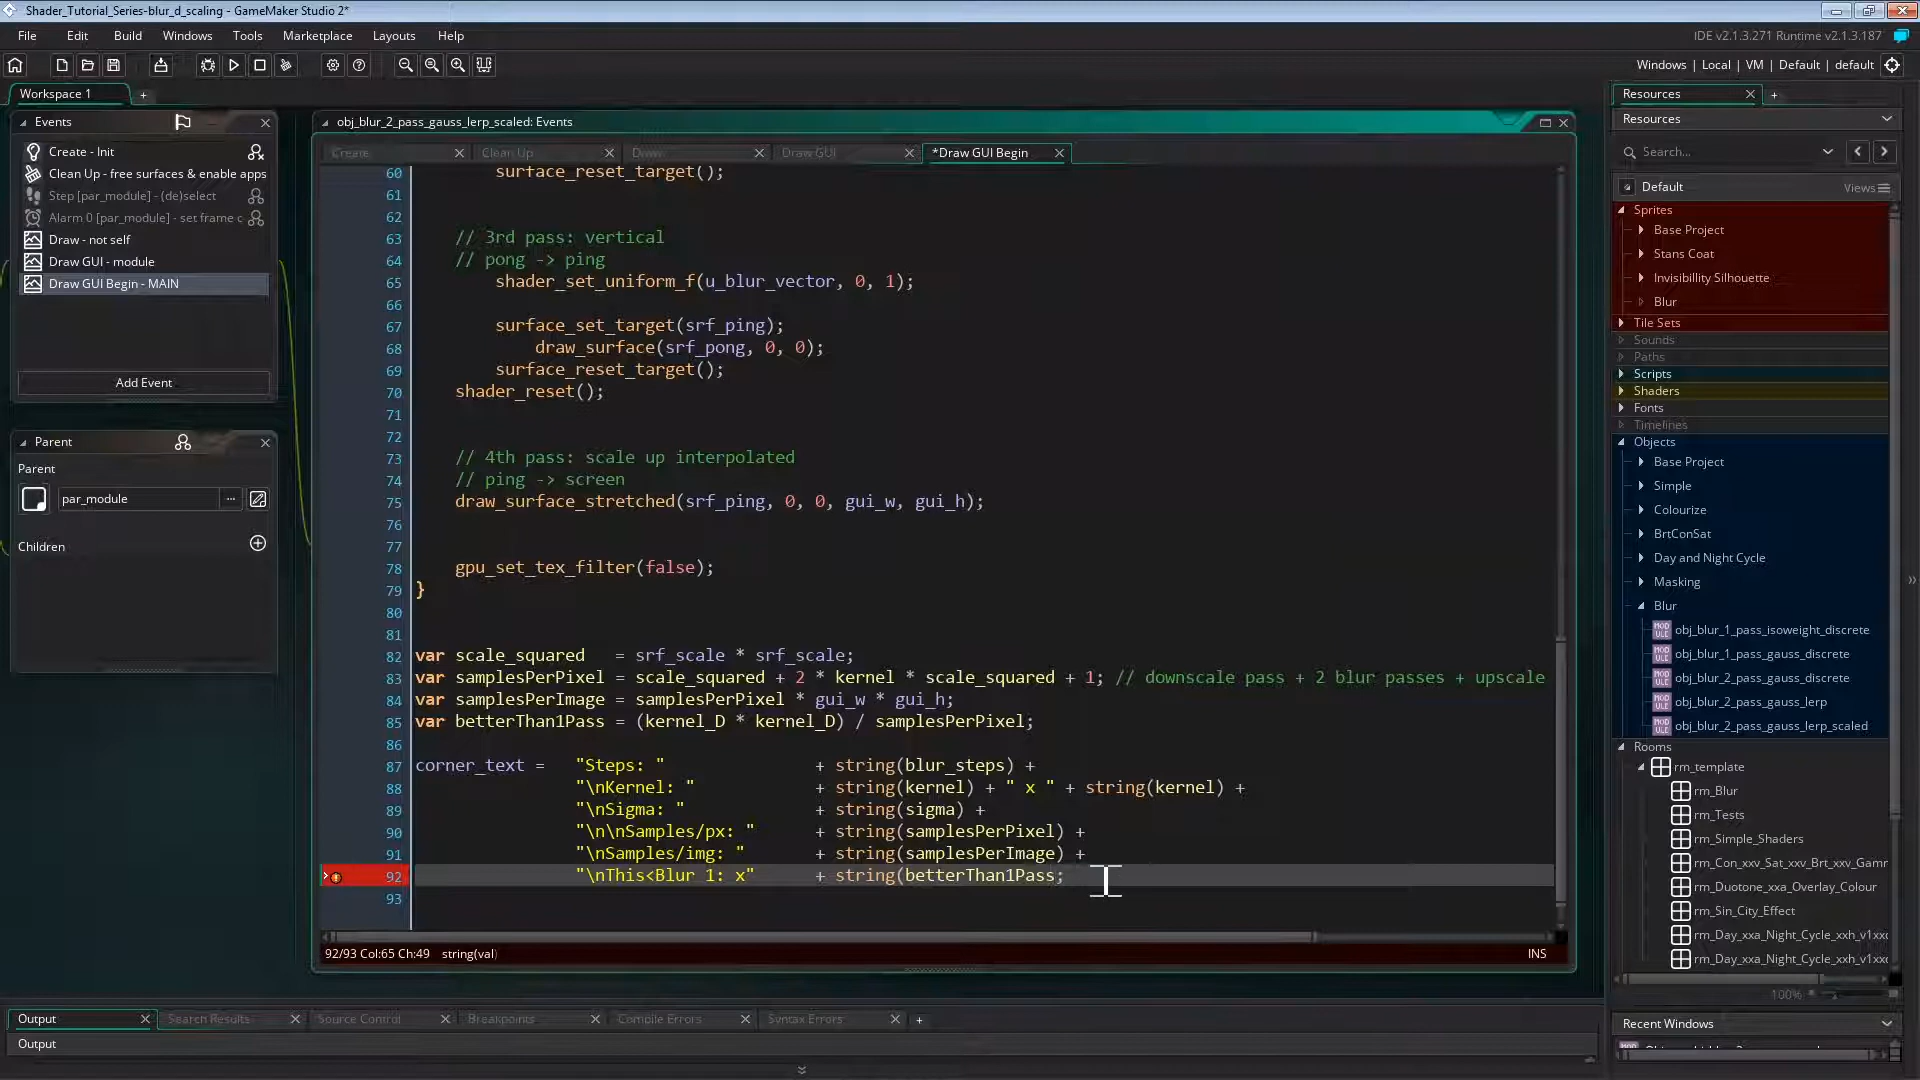 Shader_Tutorial_Series-blur_d_scaling - GameMaker Studio 2*
File Edit Build Windows Tools Marketplace Layouts Help
IDE v2.1.3.271 Runtime v2.1.3.187
Windows | Local | VM | Default | default
Workspace 1
Events
Create - Init
Clean Up - free surfaces & enable apps
Step [par_module] - (de)select
Alarm 0 [par_module] - set frame c
Draw - not self
Draw GUI - module
Draw GUI Begin - MAIN
Add Event
Parent
Parent
par_module
...
Children
obj_blur_2_pass_gauss_lerp_scaled: Events
Create Clean Up Draw Draw GUI *Draw GUI Begin
60 surface_reset_target();
61
62
63 // 3rd pass: vertical
64 // pong -> ping
65 shader_set_uniform_f(u_blur_vector, 0, 1);
66
67 surface_set_target(srf_ping);
68 draw_surface(srf_pong, 0, 0);
69 surface_reset_target();
70 shader_reset();
71
72
73 // 4th pass: scale up interpolated
74 // ping -> screen
75 draw_surface_stretched(srf_ping, 0, 0, gui_w, gui_h);
76
77
78 gpu_set_tex_filter(false);
79 }
80
81
82 var scale_squared = srf_scale * srf_scale;
83 var samplesPerPixel = scale_squared + 2 * kernel * scale_squared + 1; // downscale pass + 2 blur passes + upscale
84 var samplesPerImage = samplesPerPixel * gui_w * gui_h;
85 var betterThan1Pass = (kernel_D * kernel_D) / samplesPerPixel;
86
87 corner_text = "Steps: " + string(blur_steps) +
88 "\nKernel: " + string(kernel) + " x " + string(kernel) +
89 "\nSigma: " + string(sigma) +
90 "\n\nSamples/px: " + string(samplesPerPixel) +
91 "\nSamples/img: " + string(samplesPerImage) +
92 "\nThis<Blur 1: x" + string(betterThan1Pass;
93
92/93 Col:65 Ch:49 string(val)
INS
Resources
Resources
Search...
Default
Views
Sprites
Base Project
Stans Coat
Invisibillity Silhouette
Blur
Tile Sets
Sounds
Paths
Scripts
Shaders
Fonts
Timelines
Objects
Base Project
Simple
Colourize
BrtConSat
Day and Night Cycle
Masking
Blur
obj_blur_1_pass_isoweight_discrete
obj_blur_1_pass_gauss_discrete
obj_blur_2_pass_gauss_discrete
obj_blur_2_pass_gauss_lerp
obj_blur_2_pass_gauss_lerp_scaled
Rooms
rm_template
rm_Blur
rm_Tests
rm_Simple_Shaders
rm_Con_xxv_Sat_xxv_Brt_xxv_Gamr
rm_Duotone_xxa_Overlay_Colour
rm_Sin_City_Effect
rm_Day_xxa_Night_Cycle_xxh_v1xxc
rm_Day_xxa_Night_Cycle_xxh_v1xxc
100%
Recent Windows
Output Search Results Source Control Breakpoints Compile Errors Syntax Errors
Output